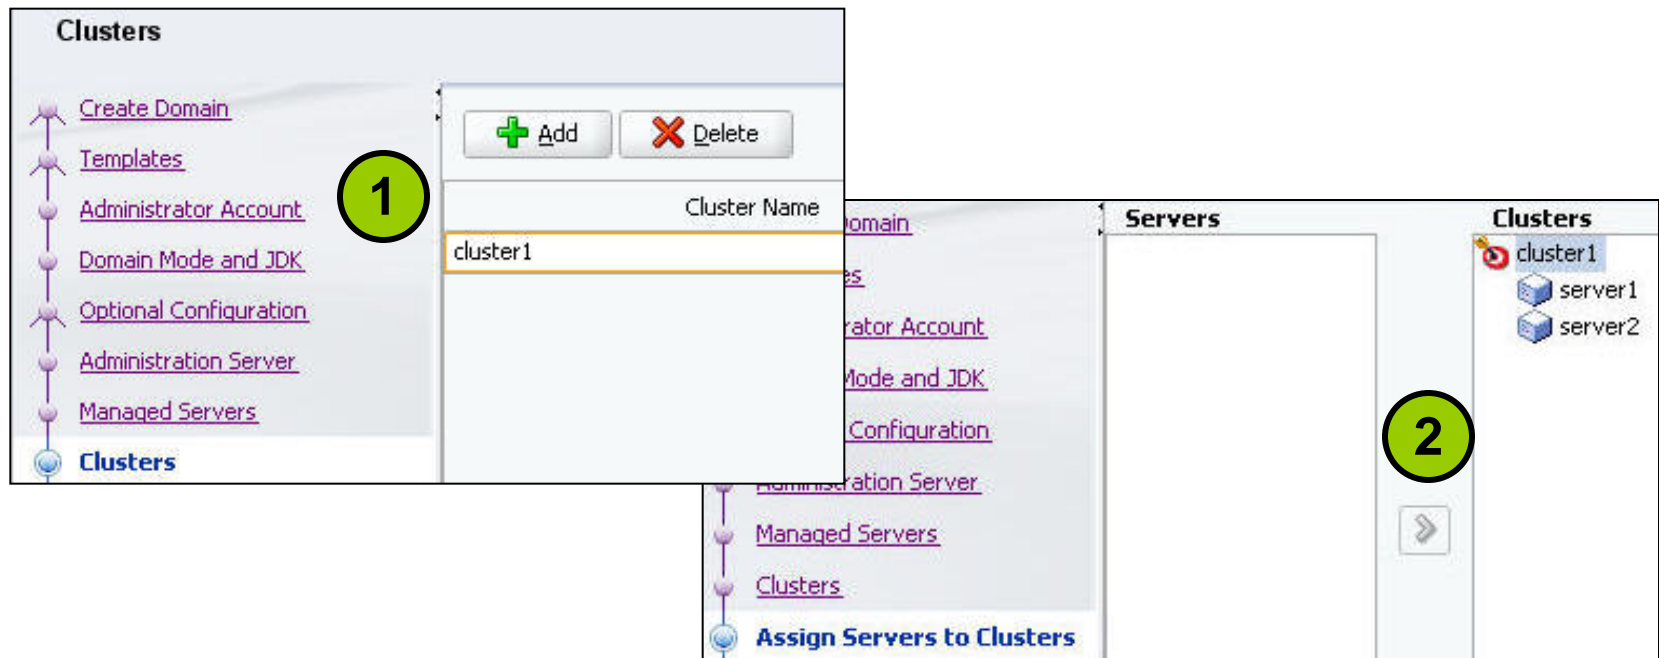 Clusters
Create Domain
Templates
Administrator Account
Domain Mode and JDK
Optional Configuration
Administration Server
Managed Servers
Clusters
1
Add
Delete
Cluster Name
cluster1
omain
es
rator Account
Mode and JDK
Configuration
Administration Server
Managed Servers
Clusters
Assign Servers to Clusters
Servers
2
Clusters
cluster1
server1
server2